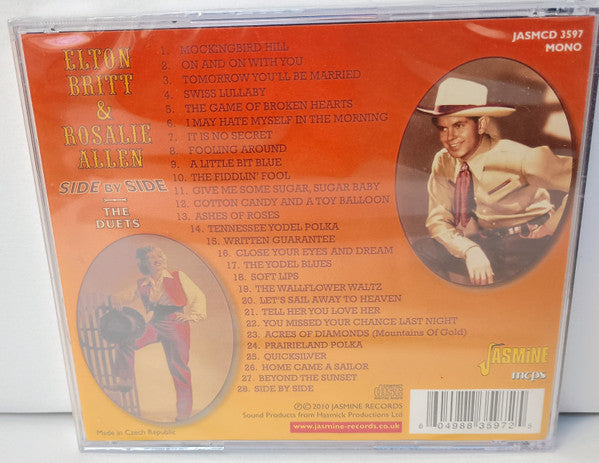 JASMCD 3597
MONO
ELTON
BRITT
&
ROSALIE
ALLEN
SIDE BY SIDE
THE
DUETS
1. MOCKINGBIRD HILL
2. ON AND ON WITH YOU
3. TOMORROW YOU'LL BE MARRIED
4. SWISS LULLABY
5. THE GAME OF BROKEN HEARTS
6. I MAY HATE MYSELF IN THE MORNING
7. IT IS NO SECRET
8. FOOLING AROUND
9. A LITTLE BIT BLUE
10. THE FIDDLIN' FOOL
11. GIVE ME SOME SUGAR, SUGAR BABY
12. COTTON CANDY AND A TOY BALLOON
13. ASHES OF ROSES
14. TENNESSEE YODEL POLKA
15. WRITTEN GUARANTEE
16. CLOSE YOUR EYES AND DREAM
17. THE YODEL BLUES
18. SOFT LIPS
19. THE WALLFLOWER WALTZ
20. LET'S SAIL AWAY TO HEAVEN
21. TELL HER YOU LOVE HER
22. YOU MISSED YOUR CHANCE LAST NIGHT
23. ACRES OF DIAMONDS (Mountains Of Gold)
24. PRAIRIELAND POLKA
25. QUICKSILVER
26. HOME CAME A SAILOR
27. BEYOND THE SUNSET
28. SIDE BY SIDE
JASMINE
mcps
COMPACT
disc
DIGITAL AUDIO
℗© 2010 JASMINE RECORDS
Sound Products from Hasmick Productions Ltd
www.jasmine-records.co.uk
Made in Czech Republic
6 04988 35972 5